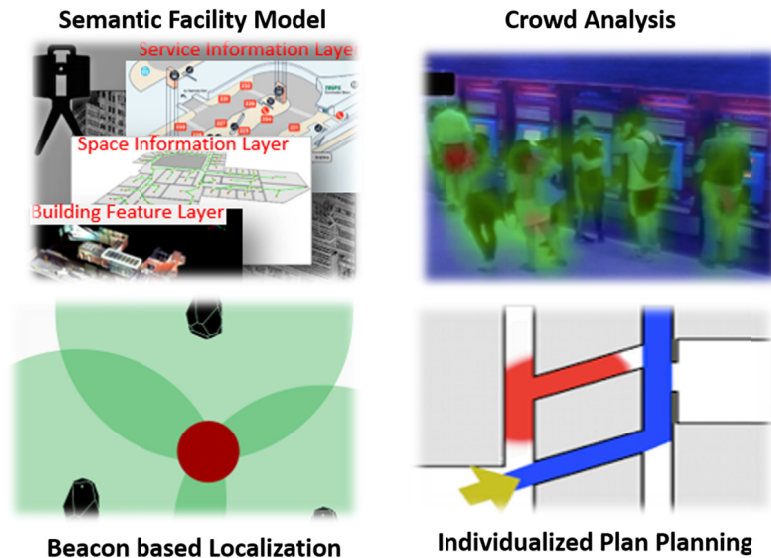 Semantic Facility Model
Crowd Analysis
Service Information Layer
Space Information Layer
Building Feature Layer
Beacon based Localization
Individualized Plan Planning